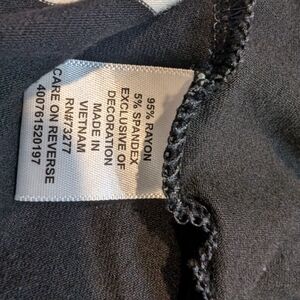 95% RAYON
5% SPANDEX
EXCLUSIVE OF
DECORATION
MADE IN
VIETNAM
RN#73277
CARE ON REVERSE
400761520197